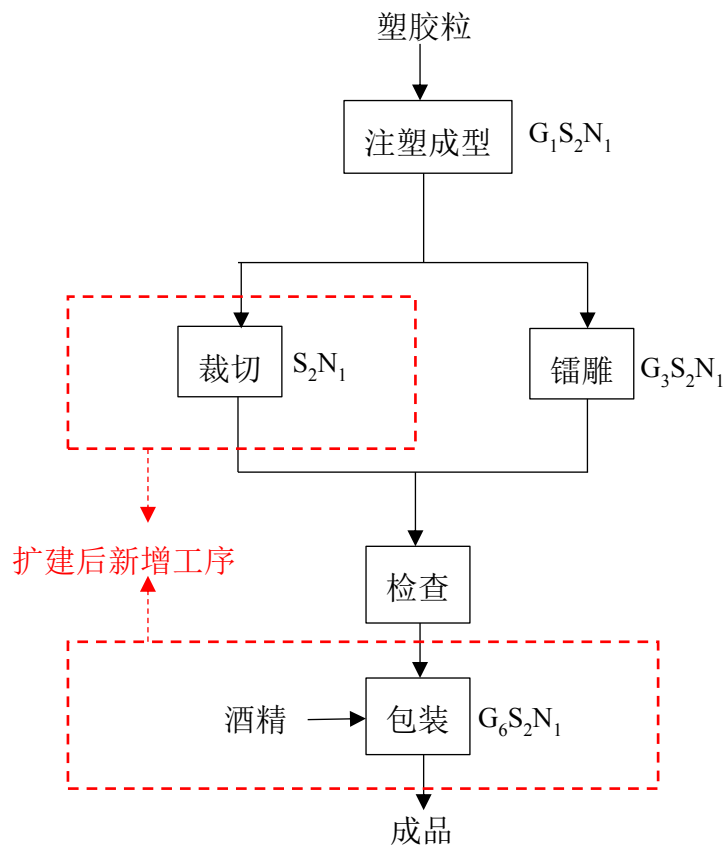 塑胶粒
注塑成型
G₁S₂N₁
裁切
S₂N₁
镭雕
G₃S₂N₁
扩建后新增工序
检查
酒精
包装
G₆S₂N₁
成品